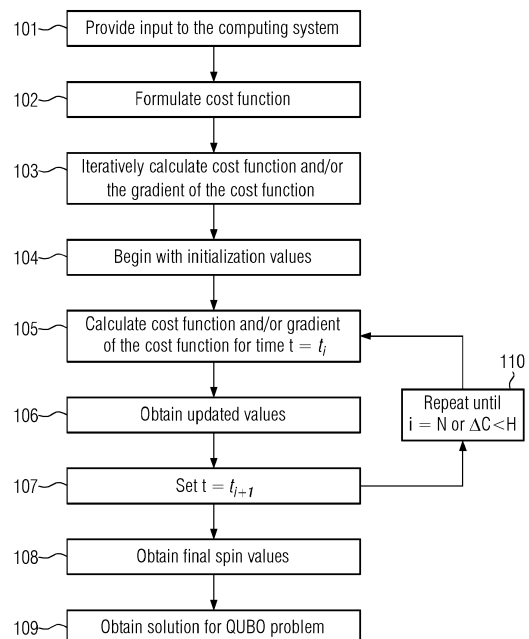 101 Provide input to the computing system
102 Formulate cost function
103 Iteratively calculate cost function and/or
the gradient of the cost function
104 Begin with initialization values
105 Calculate cost function and/or gradient
of the cost function for time t = tᵢ
110
Repeat until
i = N or ΔC<H
106 Obtain updated values
107 Set t = tᵢ₊₁
108 Obtain final spin values
109 Obtain solution for QUBO problem